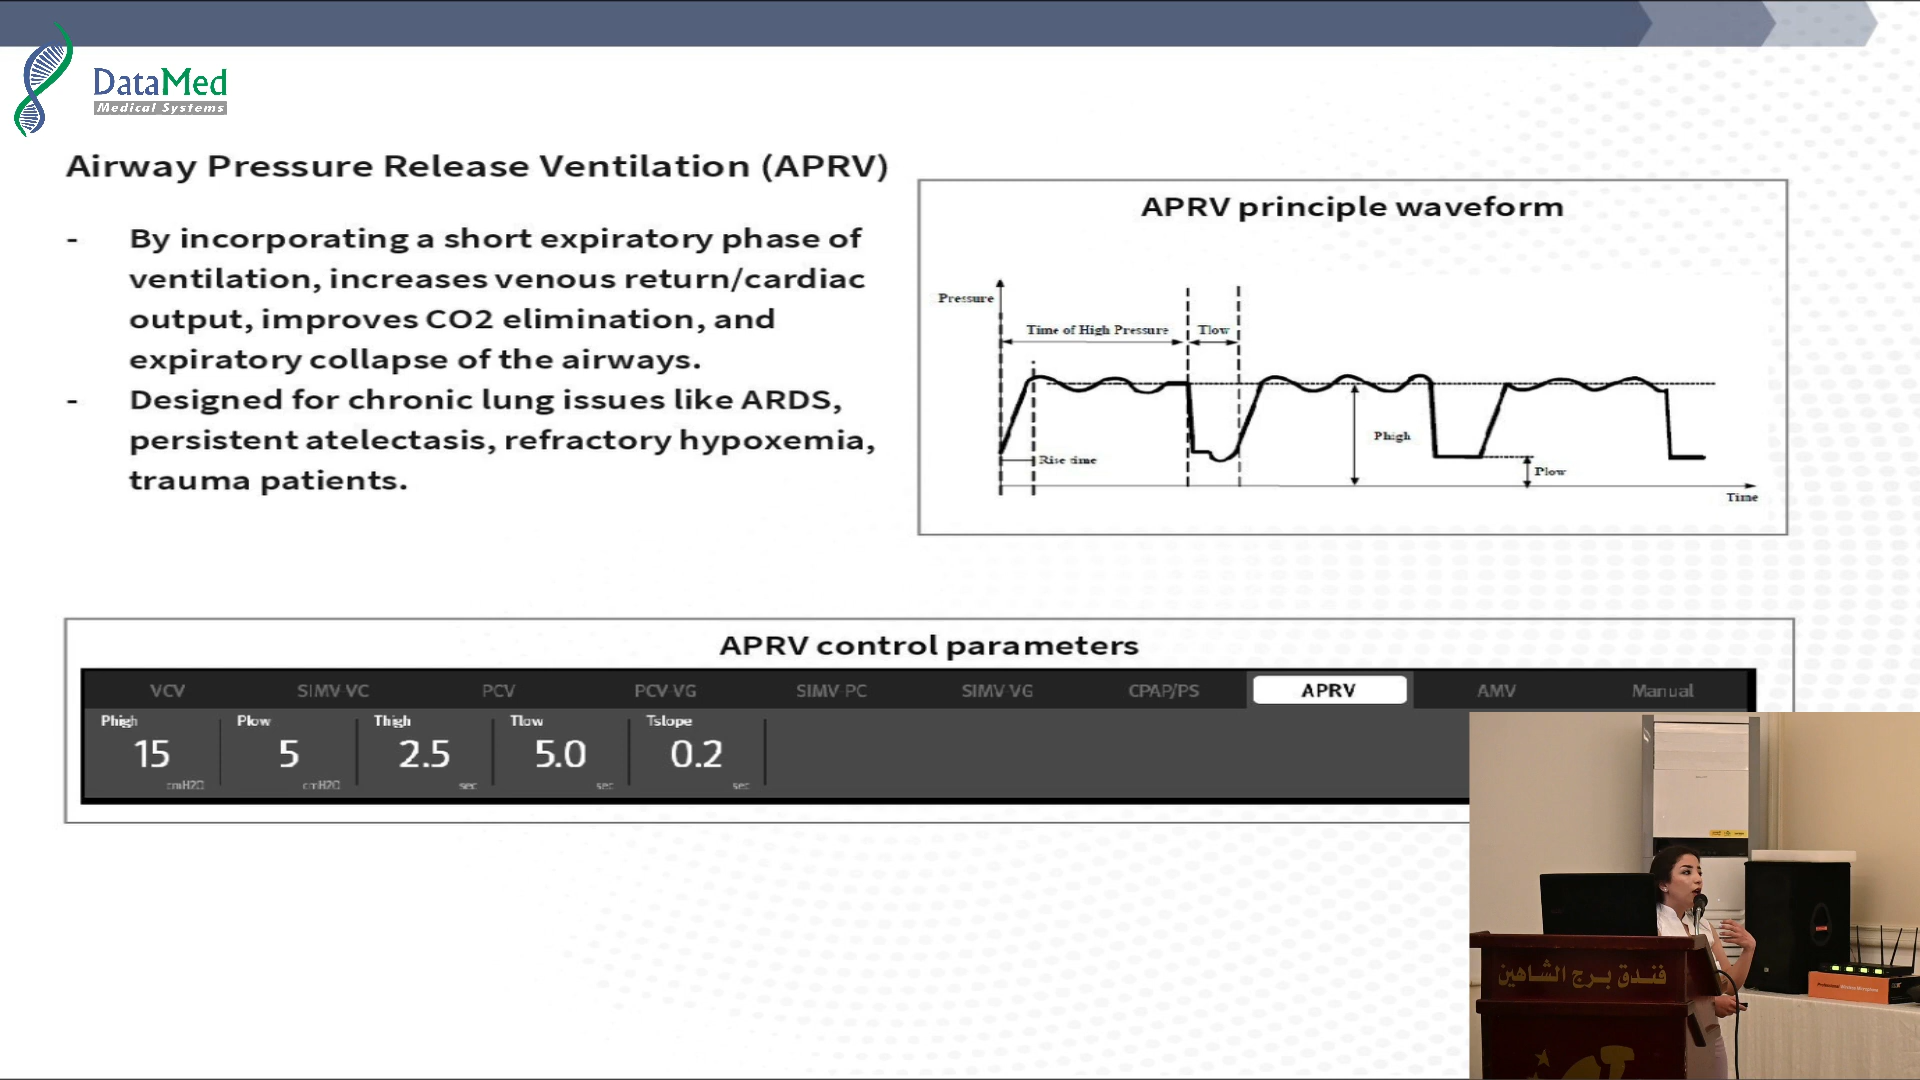 DataMed
Medical Systems
Airway Pressure Release Ventilation (APRV)
- By incorporating a short expiratory phase of
ventilation, increases venous return/cardiac
output, improves CO2 elimination, and
expiratory collapse of the airways.
- Designed for chronic lung issues like ARDS,
persistent atelectasis, refractory hypoxemia,
trauma patients.
APRV principle waveform
Pressure
Time of High Pressure
Tlow
Phigh
Rise time
Plow
Time
APRV control parameters
VCV SIMV-VC PCV PCV-VG SIMV-PC SIMV-VG CPAP/PS APRV AMV Manual
Phigh Plow Thigh Tlow Tslope
15 5 2.5 5.0 0.2
cmH2O cmH2O sec sec sec
فندق برج الشاهين